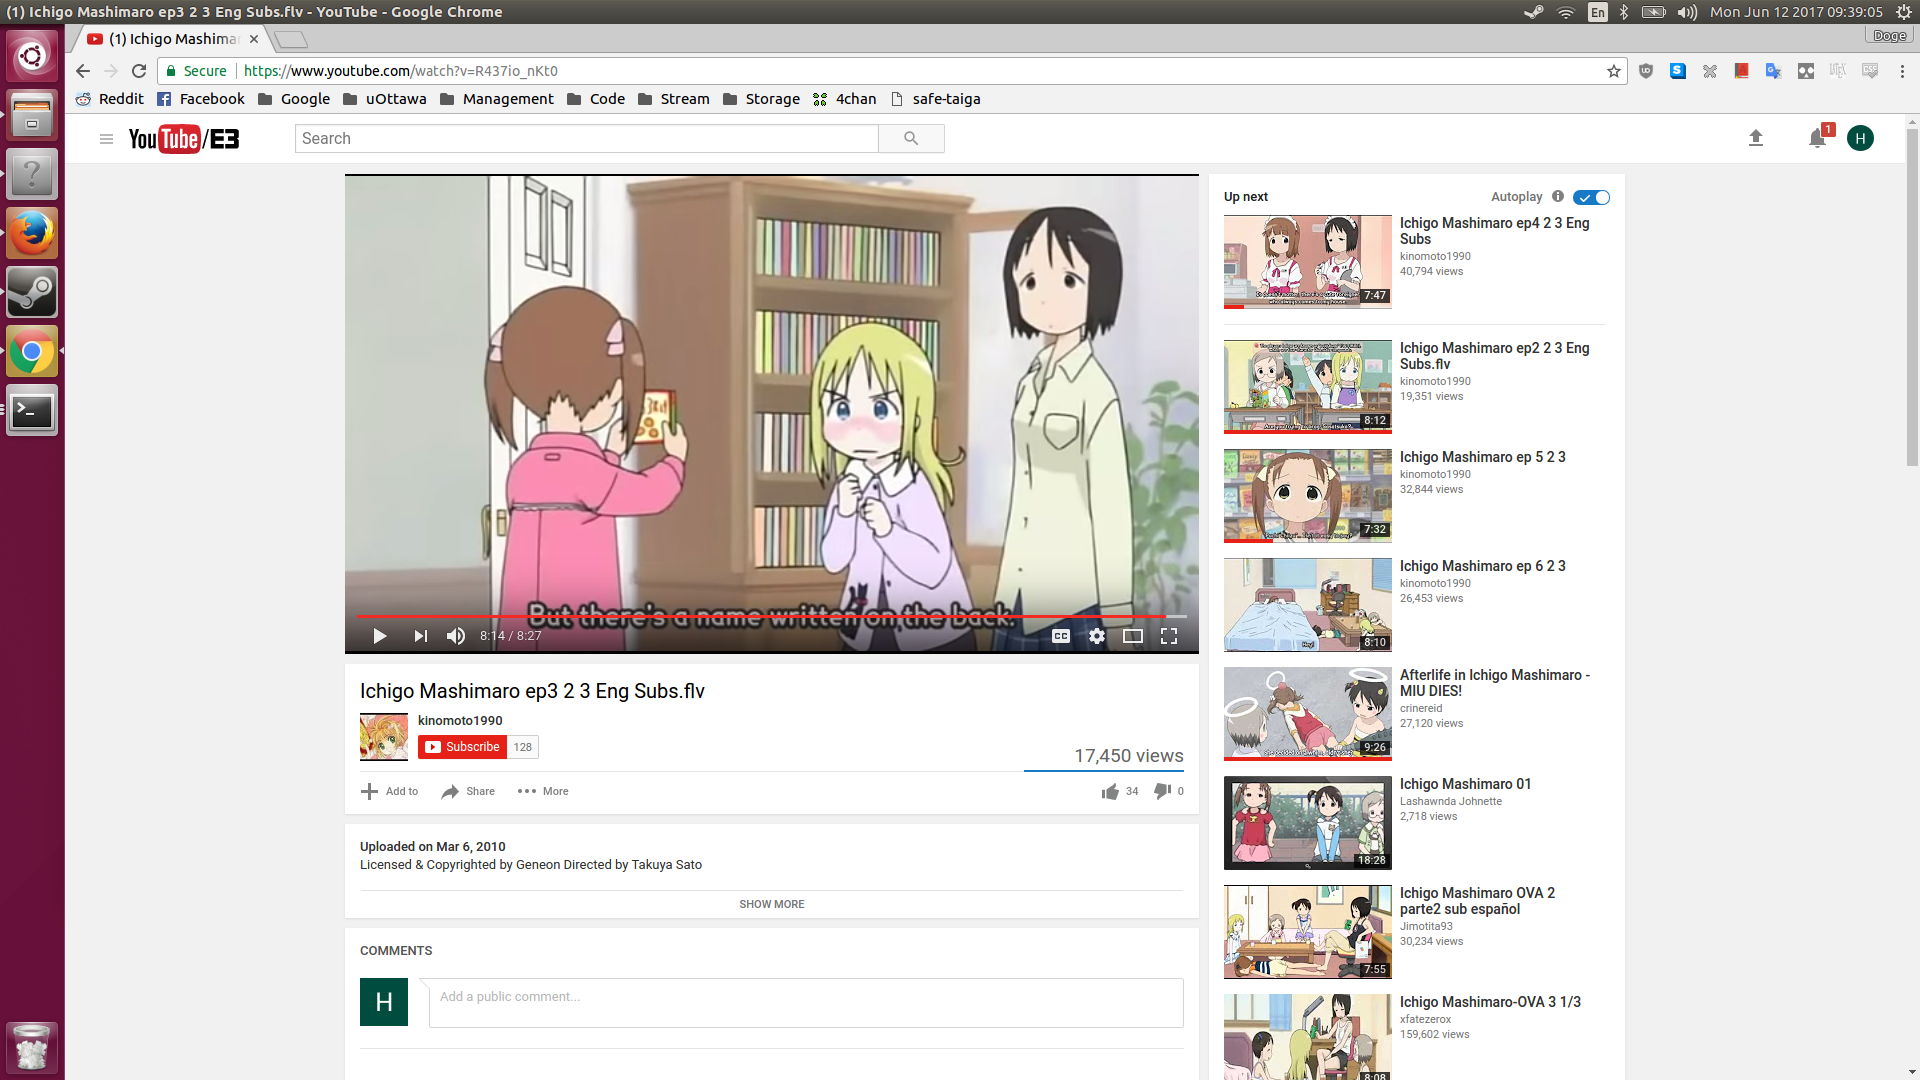 (1) Ichigo Mashimaro ep3 2 3 Eng Subs.flv - YouTube - Google Chrome
En
Mon Jun 12 2017 09:39:05
(1) Ichigo Mashima
Doge
Secure
https://www.youtube.com/watch?v=R437io_nKt0
Reddit
Facebook
Google
uOttawa
Management
Code
Stream
Storage
4chan
safe-taiga
YouTube/E3
Search
1
H
But there's a name written on the back.
8:14 / 8:27
CC
Ichigo Mashimaro ep3 2 3 Eng Subs.flv
kinomoto1990
Subscribe 128
17,450 views
Add to
Share
More
34
0
Uploaded on Mar 6, 2010
Licensed & Copyrighted by Geneon Directed by Takuya Sato
SHOW MORE
COMMENTS
H
Add a public comment...
Up next
Autoplay
7:47
Ichigo Mashimaro ep4 2 3 Eng
Subs
kinomoto1990
40,794 views
8:12
Ichigo Mashimaro ep2 2 3 Eng
Subs.flv
kinomoto1990
19,351 views
7:32
Ichigo Mashimaro ep 5 2 3
kinomoto1990
32,844 views
Hey!
8:10
Ichigo Mashimaro ep 6 2 3
kinomoto1990
26,453 views
9:26
Afterlife in Ichigo Mashimaro -
MIU DIES!
crinereid
27,120 views
18:28
Ichigo Mashimaro 01
Lashawnda Johnette
2,718 views
7:55
Ichigo Mashimaro OVA 2
parte2 sub español
Jimotita93
30,234 views
8:08
Ichigo Mashimaro-OVA 3 1/3
xfatezerox
159,602 views